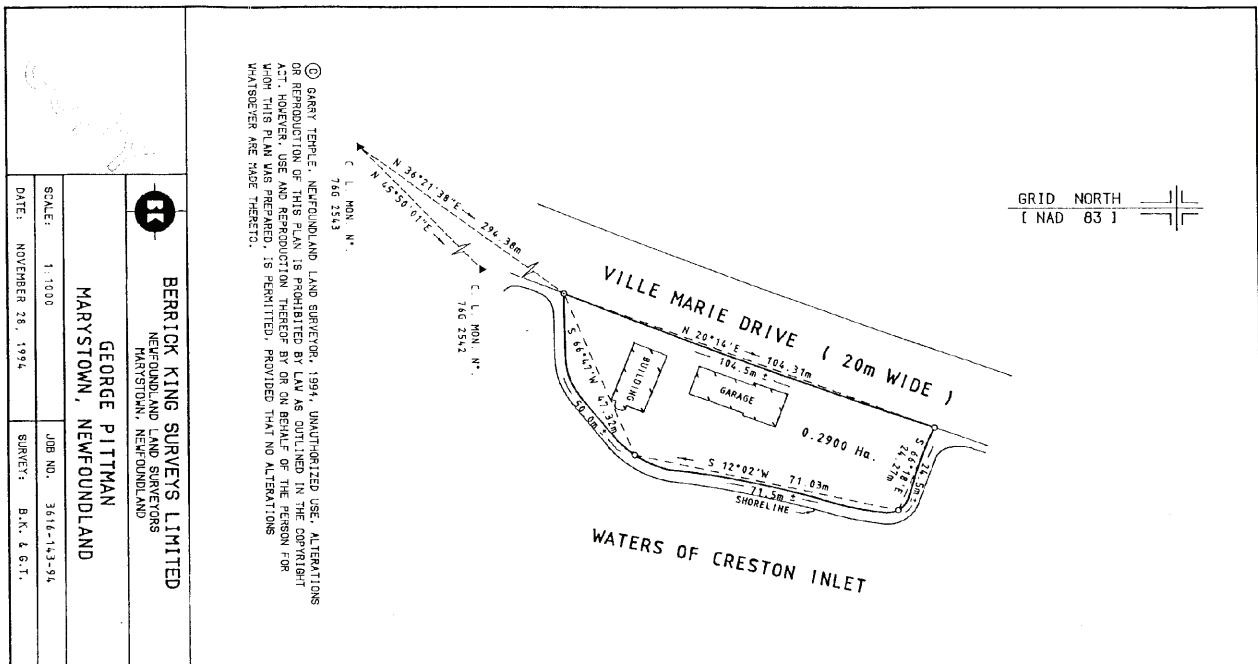 GRID NORTH
[ NAD 83 ]
C. L. MON. Nº.
76G 2543
C. L. MON. Nº.
76G 2542
N 36°21'38"E 294.38m
N 45°50'01"E
VILLE MARIE DRIVE ( 20m WIDE )
N 20°14'E 104.31m
104.5m ±
S 66°47'W 47.32m
50.0m ±
BUILDING
GARAGE
0.2900 Ha.
S 66°18'E
24.27m
24.5m ±
S 12°02'W 71.03m
71.5m ±
SHORELINE
WATERS OF CRESTON INLET
© GARRY TEMPLE, NEWFOUNDLAND LAND SURVEYOR, 1994, UNAUTHORIZED USE, ALTERATIONS
OR REPRODUCTION OF THIS PLAN IS PROHIBITED BY LAW AS OUTLINED IN THE COPYRIGHT
ACT. HOWEVER, USE AND REPRODUCTION THEREOF BY OR ON BEHALF OF THE PERSON FOR
WHOM THIS PLAN WAS PREPARED, IS PERMITTED, PROVIDED THAT NO ALTERATIONS
WHATSOEVER ARE MADE THERETO.
BK
BERRICK KING SURVEYS LIMITED
NEWFOUNDLAND LAND SURVEYORS
MARYSTOWN, NEWFOUNDLAND
GEORGE PITTMAN
MARYSTOWN, NEWFOUNDLAND
SCALE: 1:1000
JOB NO. 3616-143-94
DATE: NOVEMBER 28, 1994
SURVEY: B.K. & G.T.